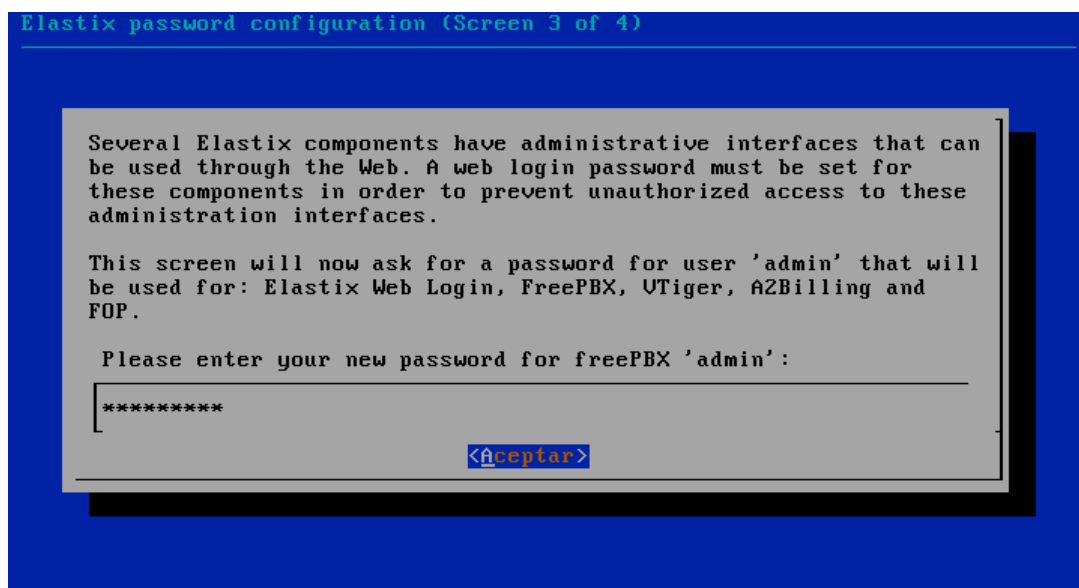 Elastix password configuration (Screen 3 of 4)
Several Elastix components have administrative interfaces that can
be used through the Web. A web login password must be set for
these components in order to prevent unauthorized access to these
administration interfaces.
This screen will now ask for a password for user 'admin' that will
be used for: Elastix Web Login, FreePBX, VTiger, A2Billing and
FOP.
Please enter your new password for freePBX 'admin':
*********
<Aceptar>